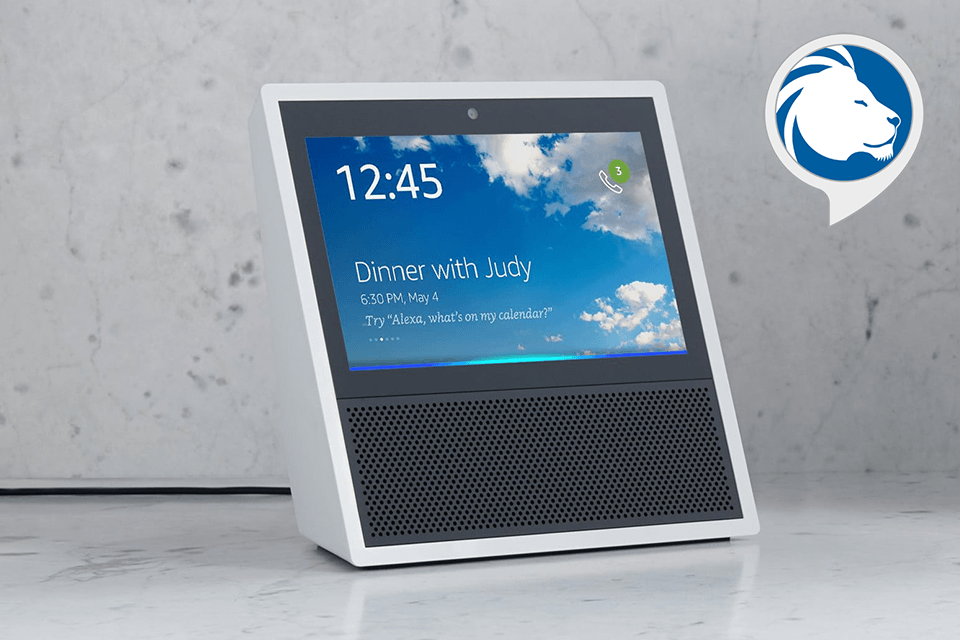 12:45
3
Dinner with Judy
6:30 PM, May 4
Try "Alexa, what's on my calendar?"